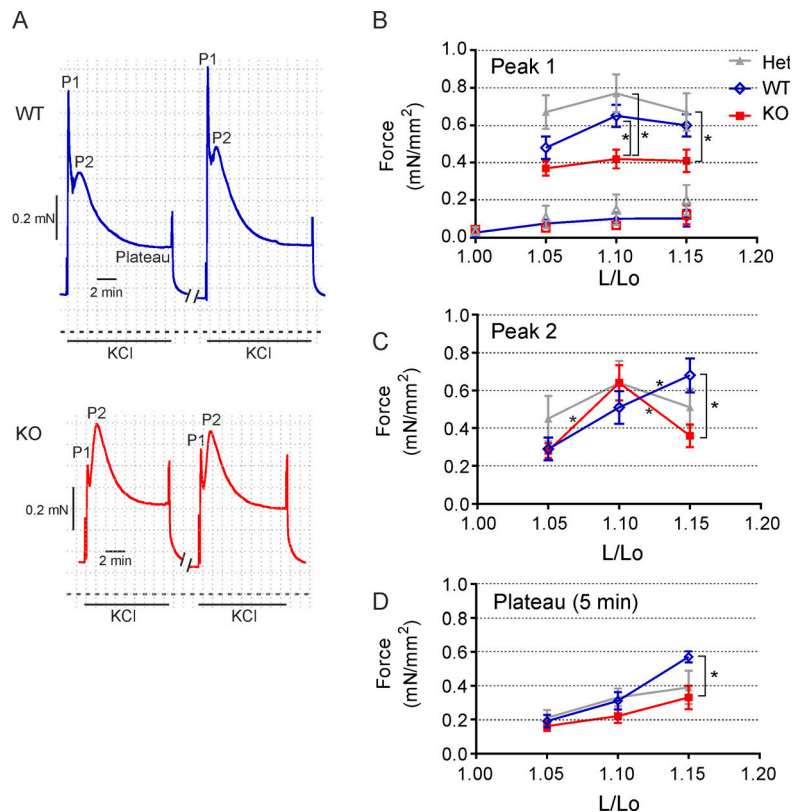 A
WT
P1
P2
0.2 mN
Plateau
2 min
KCl
KCl
KO
P2
P1
0.2 mN
2 min
P2
P1
KCl
KCl
B
Peak 1
Het
WT
KO
Force
(mN/mm²)
1.0
0.8
0.6
0.4
0.2
0.0
* * *
1.00 1.05 1.10 1.15 1.20
L/Lo
C
Peak 2
Force
(mN/mm²)
1.0
0.8
0.6
0.4
0.2
0.0
* * * *
1.00 1.05 1.10 1.15 1.20
L/Lo
D
Plateau (5 min)
Force
(mN/mm²)
1.0
0.8
0.6
0.4
0.2
0.0
*
1.00 1.05 1.10 1.15 1.20
L/Lo